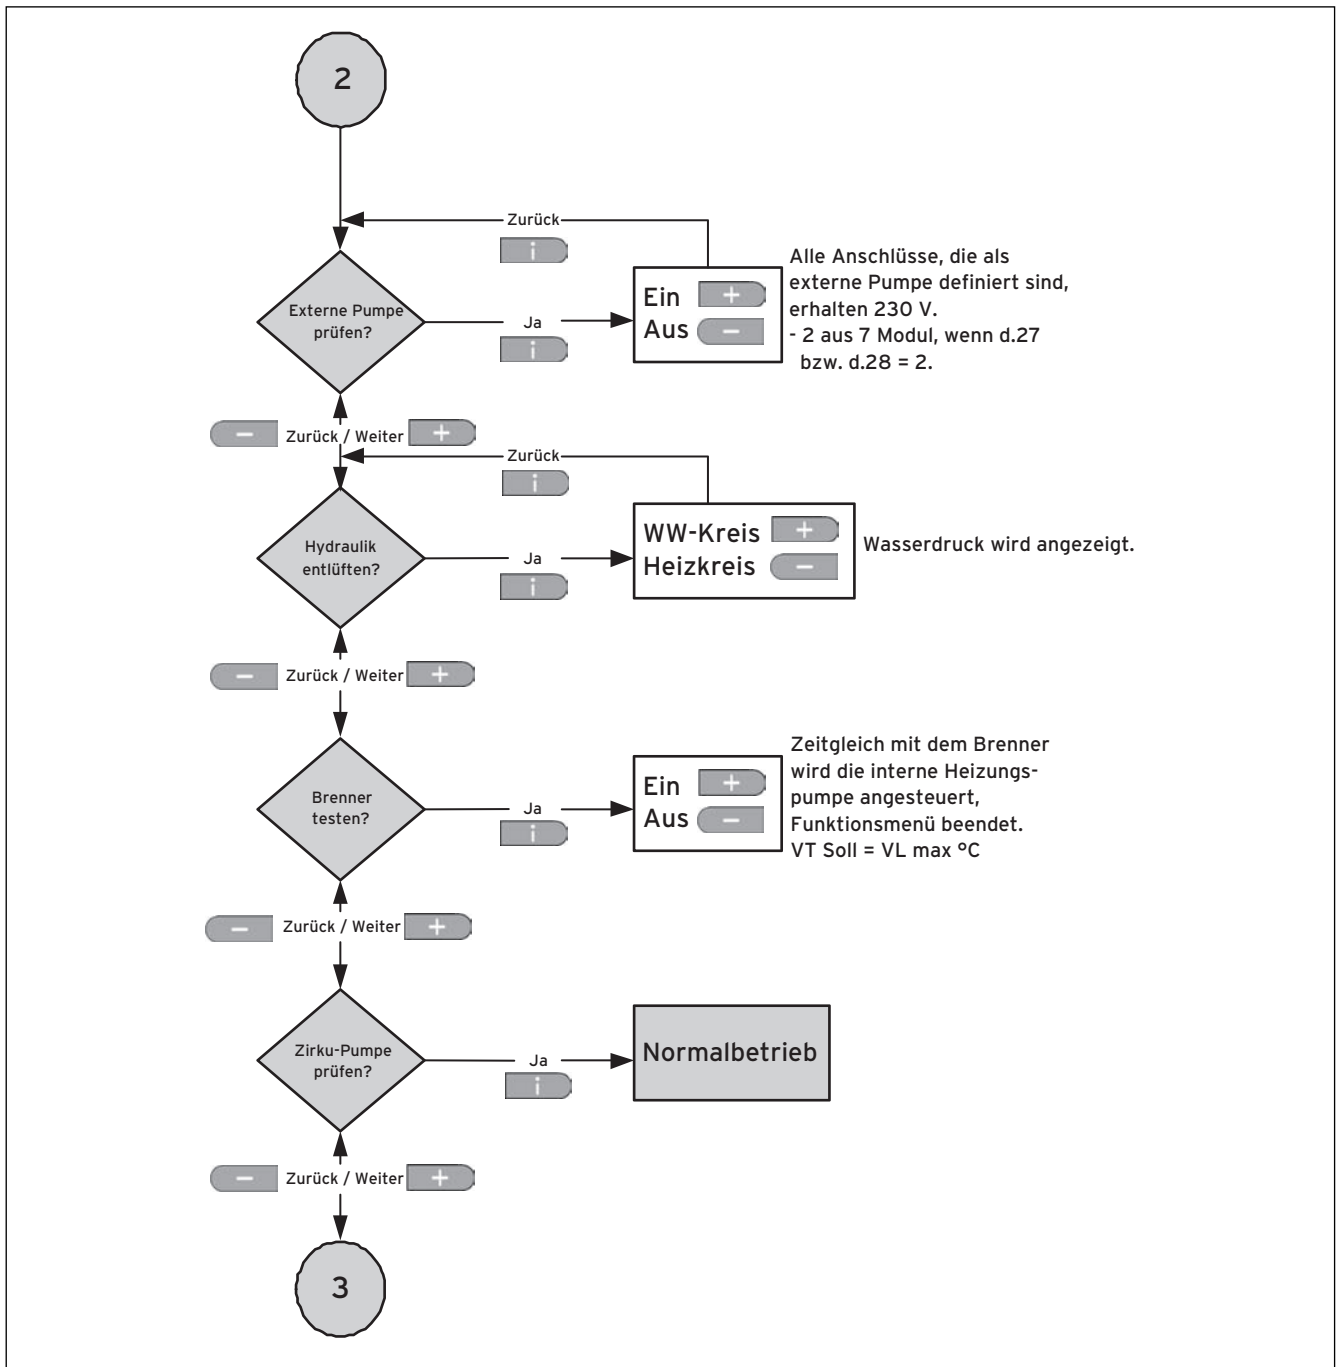 2
Zurück
i
Externe Pumpe
prüfen?
Ja
i
Ein +
Aus −
Alle Anschlüsse, die als
externe Pumpe definiert sind,
erhalten 230 V.
- 2 aus 7 Modul, wenn d.27
bzw. d.28 = 2.
− Zurück / Weiter +
Zurück
i
Hydraulik
entlüften?
Ja
i
WW-Kreis +
Heizkreis −
Wasserdruck wird angezeigt.
− Zurück / Weiter +
Brenner
testen?
Ja
i
Ein +
Aus −
Zeitgleich mit dem Brenner
wird die interne Heizungs-
pumpe angesteuert,
Funktionsmenü beendet.
VT Soll = VL max °C
− Zurück / Weiter +
Zirku-Pumpe
prüfen?
Ja
i
Normalbetrieb
− Zurück / Weiter +
3